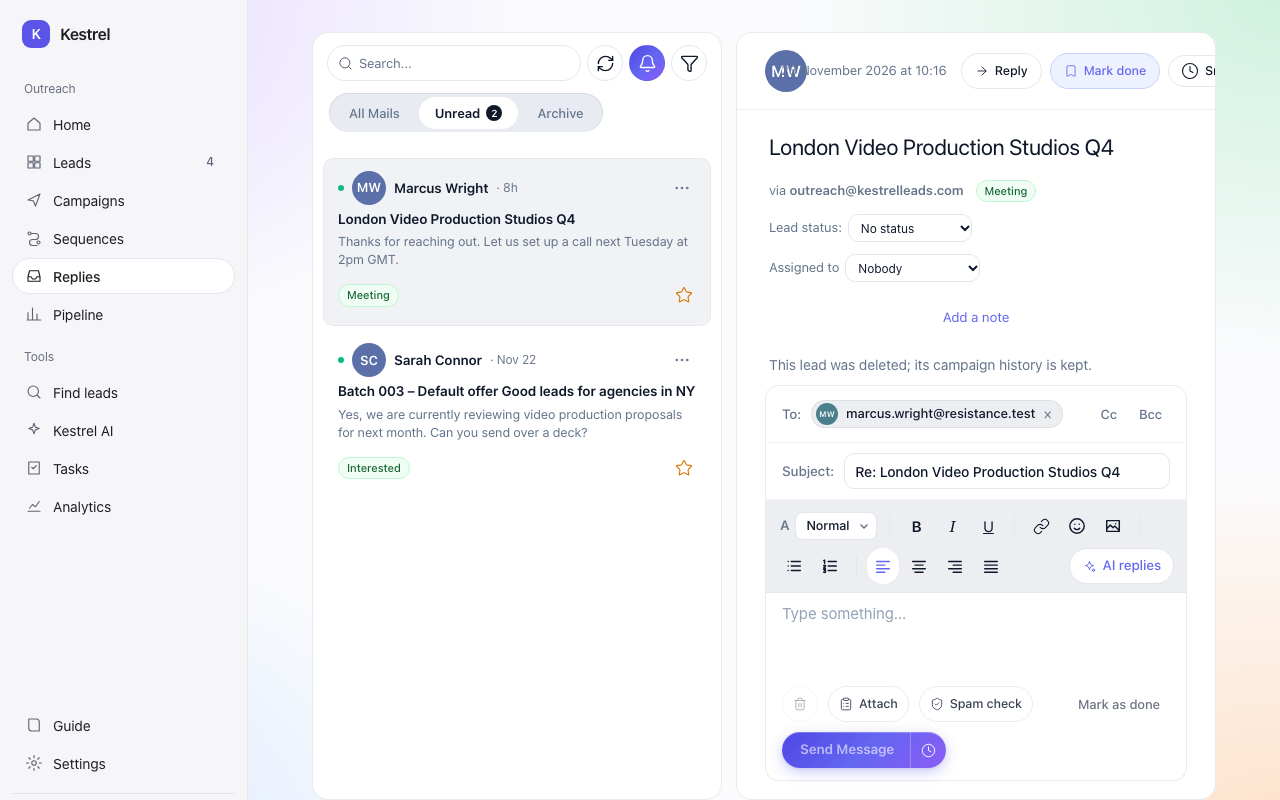 K Kestrel
Outreach
Home
Leads 4
Campaigns
Sequences
Replies
Pipeline
Tools
Find leads
Kestrel AI
Tasks
Analytics
Guide
Settings
Search...
All Mails Unread 2 Archive
MW Marcus Wright · 8h
London Video Production Studios Q4
Thanks for reaching out. Let us set up a call next Tuesday at
2pm GMT.
Meeting
SC Sarah Connor · Nov 22
Batch 003 – Default offer Good leads for agencies in NY
Yes, we are currently reviewing video production proposals
for next month. Can you send over a deck?
Interested
MW November 2026 at 10:16 Reply Mark done
London Video Production Studios Q4
via outreach@kestrelleads.com Meeting
Lead status: No status
Assigned to Nobody
Add a note
This lead was deleted; its campaign history is kept.
To: MW marcus.wright@resistance.test × Cc Bcc
Subject: Re: London Video Production Studios Q4
A Normal B I U
AI replies
Type something...
Attach Spam check Mark as done
Send Message